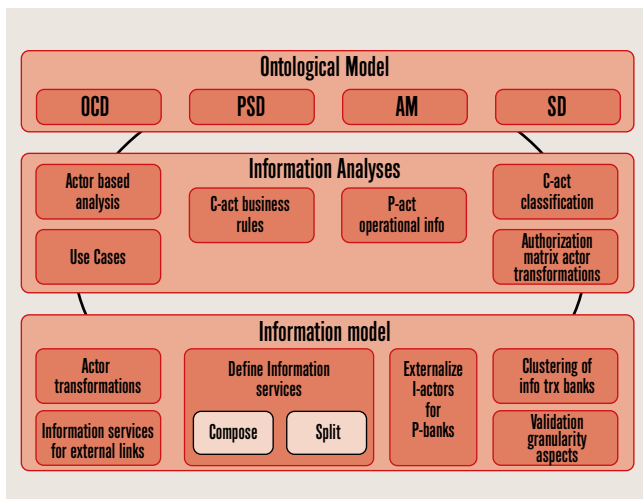 Ontological Model
OCD
PSD
AM
SD
Information Analyses
Actor based
analysis
C-act business
rules
P-act
operational info
C-act
classification
Use Cases
Authorization
matrix actor
transformations
Information model
Actor
transformations
Define Information
services
Compose
Split
Externalize
I-actors
for
P-banks
Clustering of
info trx banks
Information services
for external links
Validation
granularity
aspects